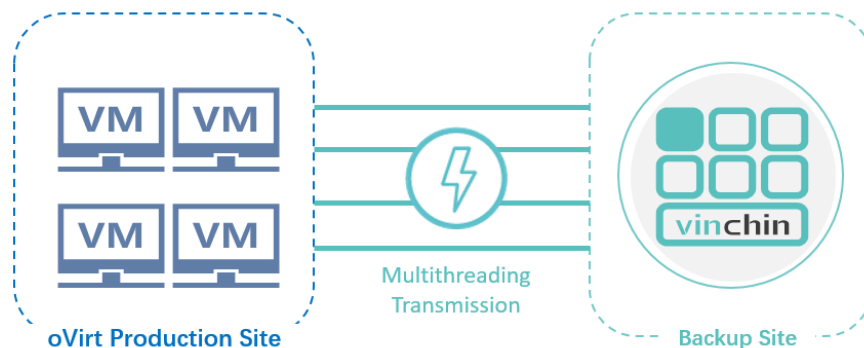 VM VM
VM VM
oVirt Production Site
Multithreading
Transmission
vinchin
Backup Site